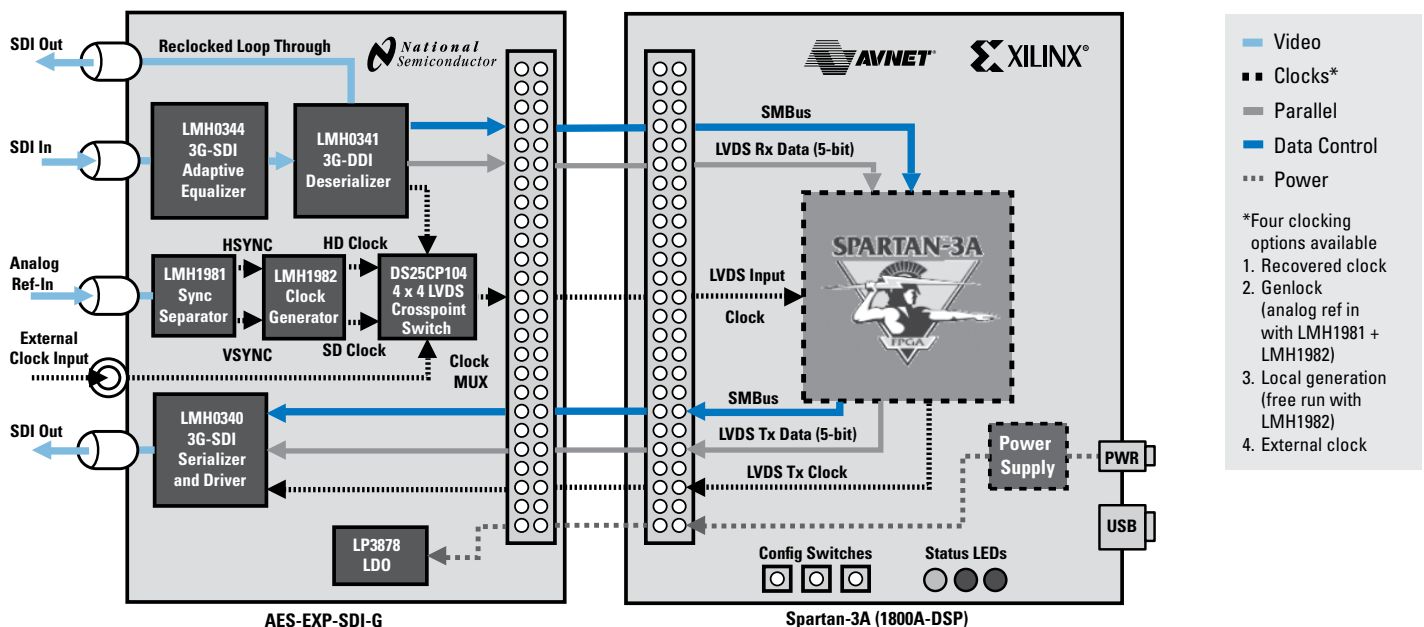 SDI Out
Reclocked Loop Through
National
Semiconductor
AVNET®
XILINX®
SDI In
LMH0344
3G-SDI
Adaptive
Equalizer
LMH0341
3G-DDI
Deserializer
SMBus
LVDS Rx Data (5-bit)
Analog
Ref-In
LMH1981
Sync
Separator
HSYNC
VSYNC
LMH1982
Clock
Generator
HD Clock
SD Clock
DS25CP104
4 x 4 LVDS
Crosspoint
Switch
Clock
MUX
LVDS Input
Clock
SPARTAN-3A
FPGA
External
Clock Input
SDI Out
LMH0340
3G-SDI
Serializer
and Driver
SMBus
LVDS Tx Data (5-bit)
LVDS Tx Clock
Power
Supply
PWR
USB
LP3878
LDO
Config Switches
Status LEDs
AES-EXP-SDI-G
Spartan-3A (1800A-DSP)
Video
Clocks*
Parallel
Data Control
Power
*Four clocking
options available
1. Recovered clock
2. Genlock
(analog ref in
with LMH1981 +
LMH1982)
3. Local generation
(free run with
LMH1982)
4. External clock